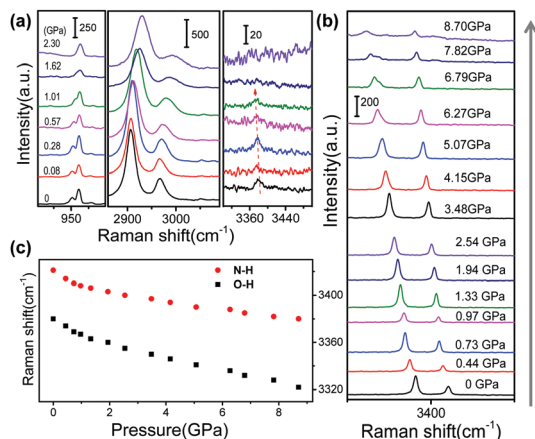 (a)
250
500
20
(GPa)
2.30
1.62
1.01
0.57
0.28
0.08
0
Intensity(a.u.)
950
2900
3000
3360
3440
Raman shift(cm-1)
(b)
8.70GPa
7.82GPa
6.79GPa
200
6.27GPa
5.07GPa
4.15GPa
3.48GPa
2.54 GPa
1.94 GPa
1.33 GPa
0.97 GPa
0.73 GPa
0.44 GPa
0 GPa
Intensity(a.u.)
3400
Raman shift(cm-1)
(c)
N-H
O-H
Raman shift(cm-1)
3400
3380
3360
3320
0
2
4
6
8
Pressure(GPa)